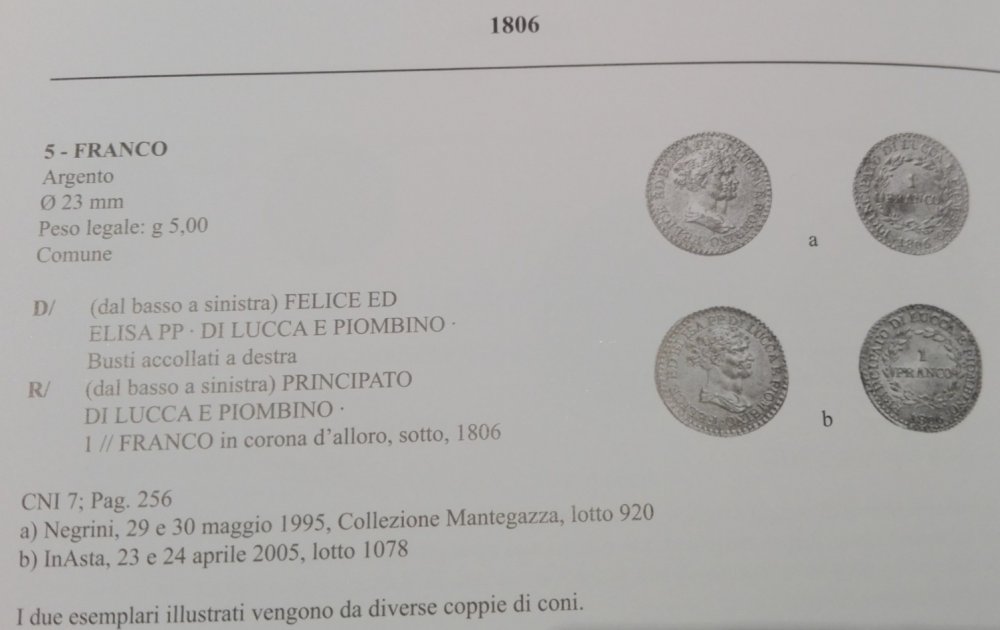 1806
5 - FRANCO
Argento
Ø 23 mm
Peso legale: g 5,00
Comune
D/ (dal basso a sinistra) FELICE ED
ELISA PP · DI LUCCA E PIOMBINO ·
Busti accollati a destra
R/ (dal basso a sinistra) PRINCIPATO
DI LUCCA E PIOMBINO ·
1 // FRANCO in corona d'alloro, sotto, 1806
a
b
CNI 7; Pag. 256
a) Negrini, 29 e 30 maggio 1995, Collezione Mantegazza, lotto 920
b) InAsta, 23 e 24 aprile 2005, lotto 1078
I due esemplari illustrati vengono da diverse coppie di coni.